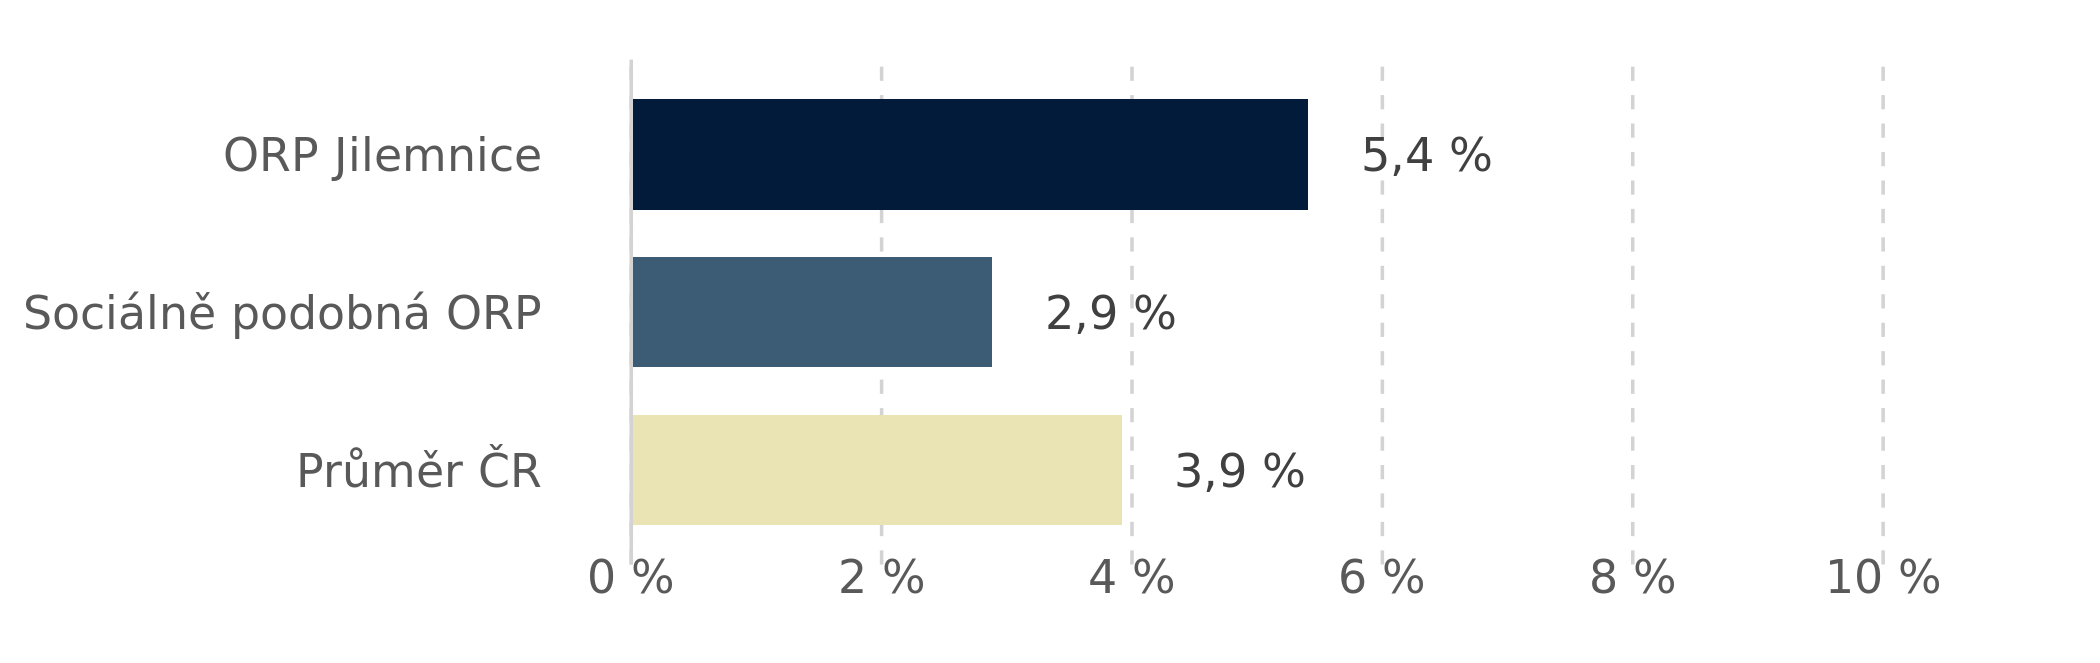 ORP Jilemnice 5,4 %
Sociálně podobná ORP 2,9 %
Průměr ČR 3,9 %
0 % 2 % 4 % 6 % 8 % 10 %